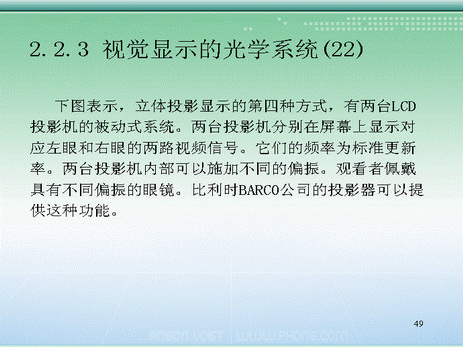 2.2.3 视觉显示的光学系统(22)
下图表示，立体投影显示的第四种方式，有两台LCD
投影机的被动式系统。两台投影机分别在屏幕上显示对
应左眼和右眼的两路视频信号。它们的频率为标准更新
率。两台投影机内部可以施加不同的偏振。观看者佩戴
具有不同偏振的眼镜。比利时BARCO公司的投影器可以提
供这种功能。
49